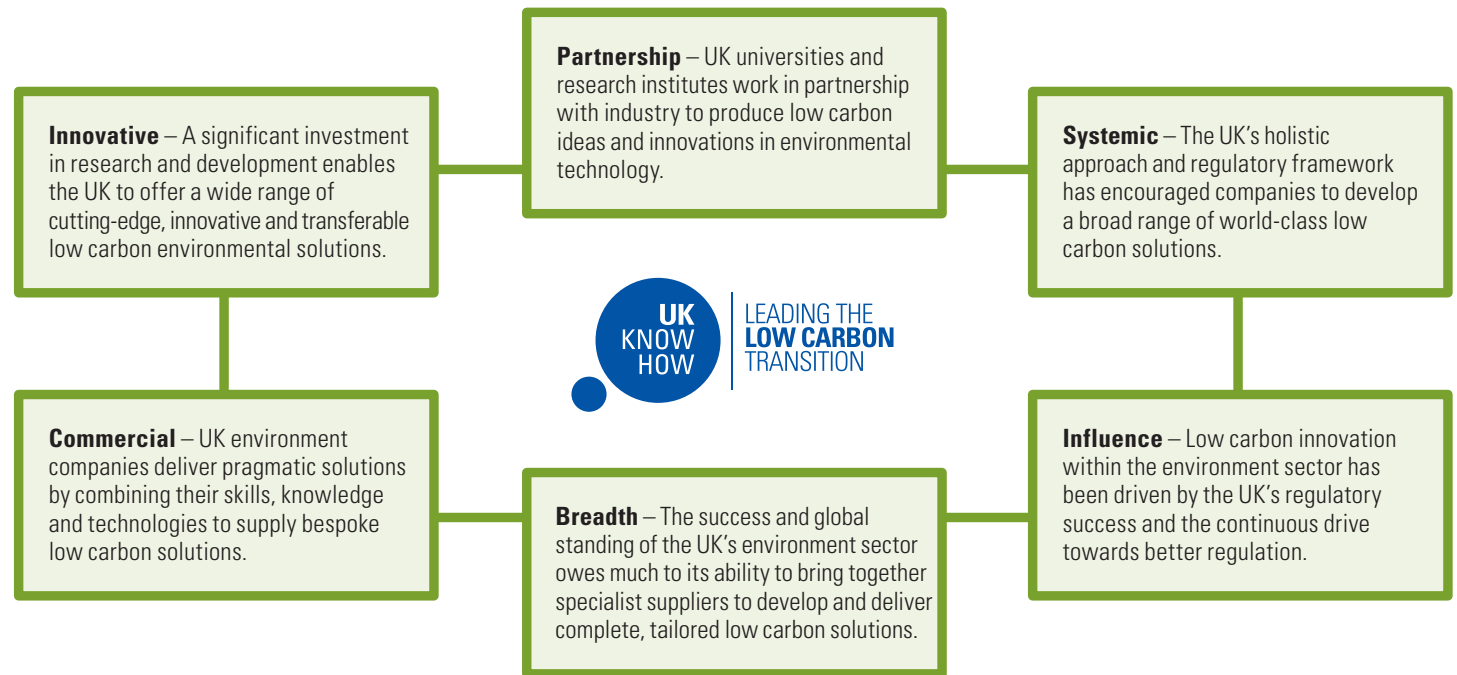 Partnership – UK universities and
research institutes work in partnership
with industry to produce low carbon
ideas and innovations in environmental
technology.
Innovative – A significant investment
in research and development enables
the UK to offer a wide range of
cutting-edge, innovative and transferable
low carbon environmental solutions.
Systemic – The UK’s holistic
approach and regulatory framework
has encouraged companies to develop
a broad range of world-class low
carbon solutions.
UK
KNOW
HOW
LEADING THE
LOW CARBON
TRANSITION
Commercial – UK environment
companies deliver pragmatic solutions
by combining their skills, knowledge
and technologies to supply bespoke
low carbon solutions.
Breadth – The success and global
standing of the UK’s environment sector
owes much to its ability to bring together
specialist suppliers to develop and deliver
complete, tailored low carbon solutions.
Influence – Low carbon innovation
within the environment sector has
been driven by the UK’s regulatory
success and the continuous drive
towards better regulation.